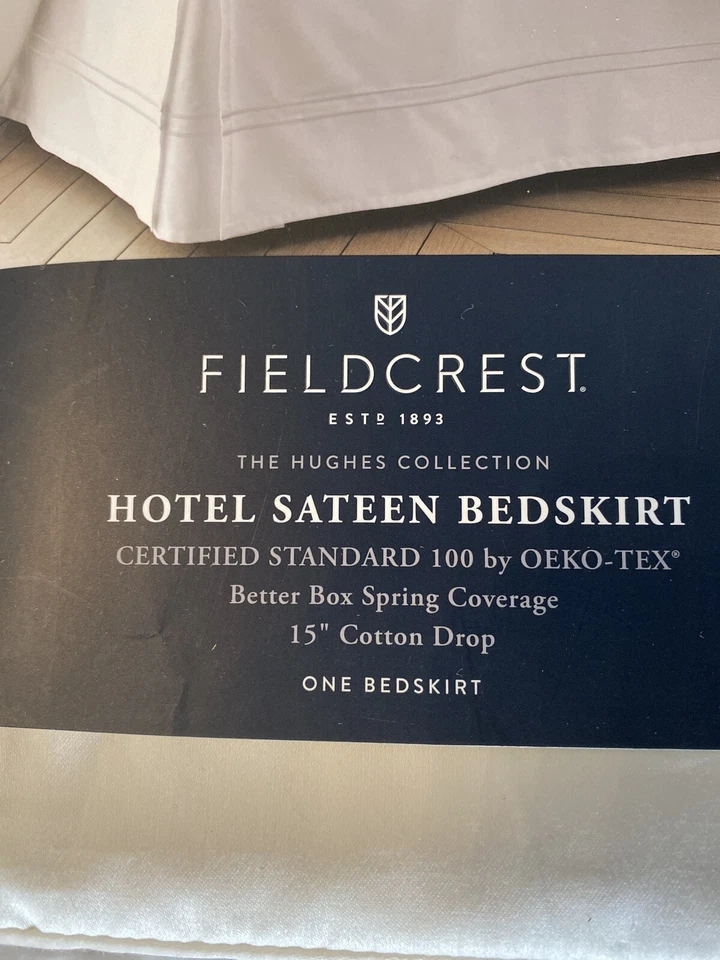 FIELDCREST®
ESTD 1893
THE HUGHES COLLECTION
HOTEL SATEEN BEDSKIRT
CERTIFIED STANDARD 100 by OEKO-TEX®
Better Box Spring Coverage
15" Cotton Drop
ONE BEDSKIRT